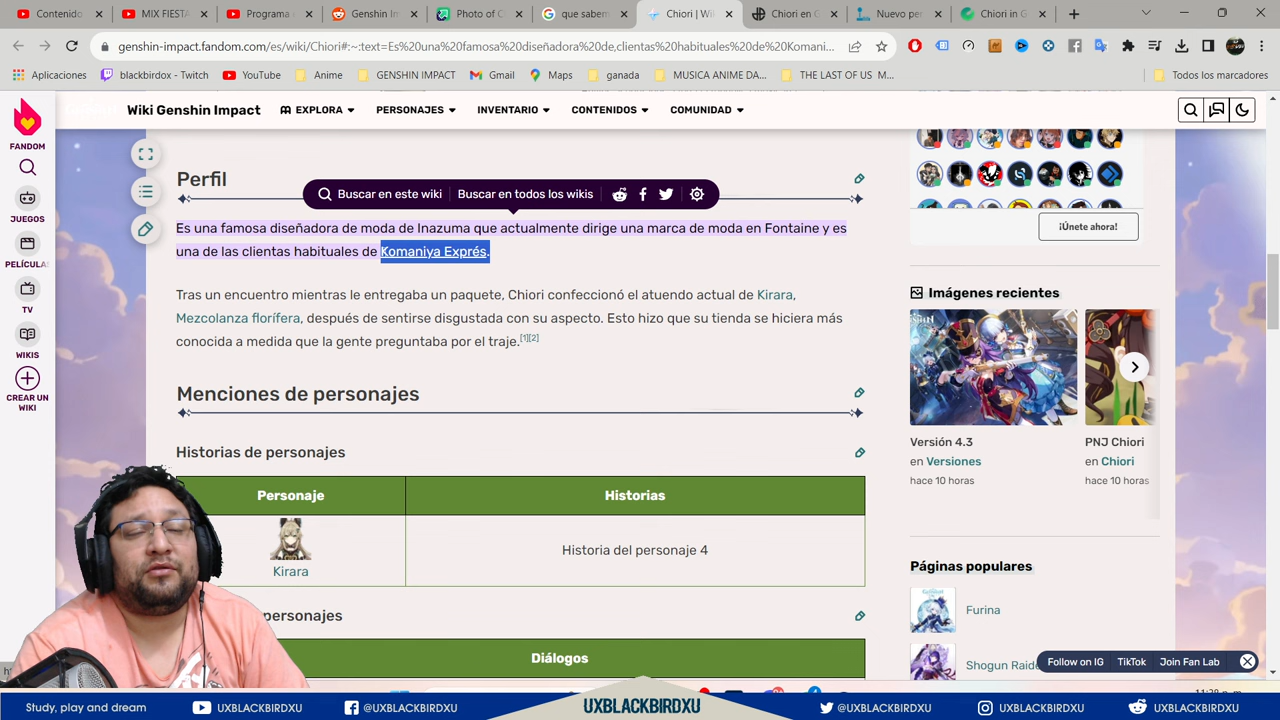 Contenido
MIX FIESTA
Programa
Genshin Im
Photo of C
que sabem
Chiori | Wi
Chiori en G
Nuevo per
Chiori in G
genshin-impact.fandom.com/es/wiki/Chiori#:~:text=Es%20una%20famosa%20diseñadora%20de,clientas%20habituales%20de%20Komani...
Aplicaciones
blackbirdox - Twitch
YouTube
Anime
GENSHIN IMPACT
Gmail
Maps
ganada
MUSICA ANIME DA...
THE LAST OF US M...
Todos los marcadores
Wiki Genshin Impact
EXPLORA
PERSONAJES
INVENTARIO
CONTENIDOS
COMUNIDAD
FANDOM
JUEGOS
PELÍCULAS
TV
WIKIS
CREAR UN
WIKI
Perfil
Buscar en este wiki
Buscar en todos los wikis
Es una famosa diseñadora de moda de Inazuma que actualmente dirige una marca de moda en Fontaine y es
una de las clientas habituales de Komaniya Exprés.
Tras un encuentro mientras le entregaba un paquete, Chiori confeccionó el atuendo actual de Kirara,
Mezcolanza florífera, después de sentirse disgustada con su aspecto. Esto hizo que su tienda se hiciera más
conocida a medida que la gente preguntaba por el traje.[1][2]
Menciones de personajes
Historias de personajes
Personaje
Historias
Kirara
Historia del personaje 4
personajes
Diálogos
¡Únete ahora!
Imágenes recientes
Versión 4.3
en Versiones
hace 10 horas
PNJ Chiori
en Chiori
hace 10 horas
Páginas populares
Furina
Shogun Raide
Follow on IG
TikTok
Join Fan Lab
Study, play and dream
UXBLACKBIRDXU
@UXBLACKBIRDXU
UXBLACKBIRDXU
@UXBLACKBIRDXU
UXBLACKBIRDXU
UXBLACKBIRDXU